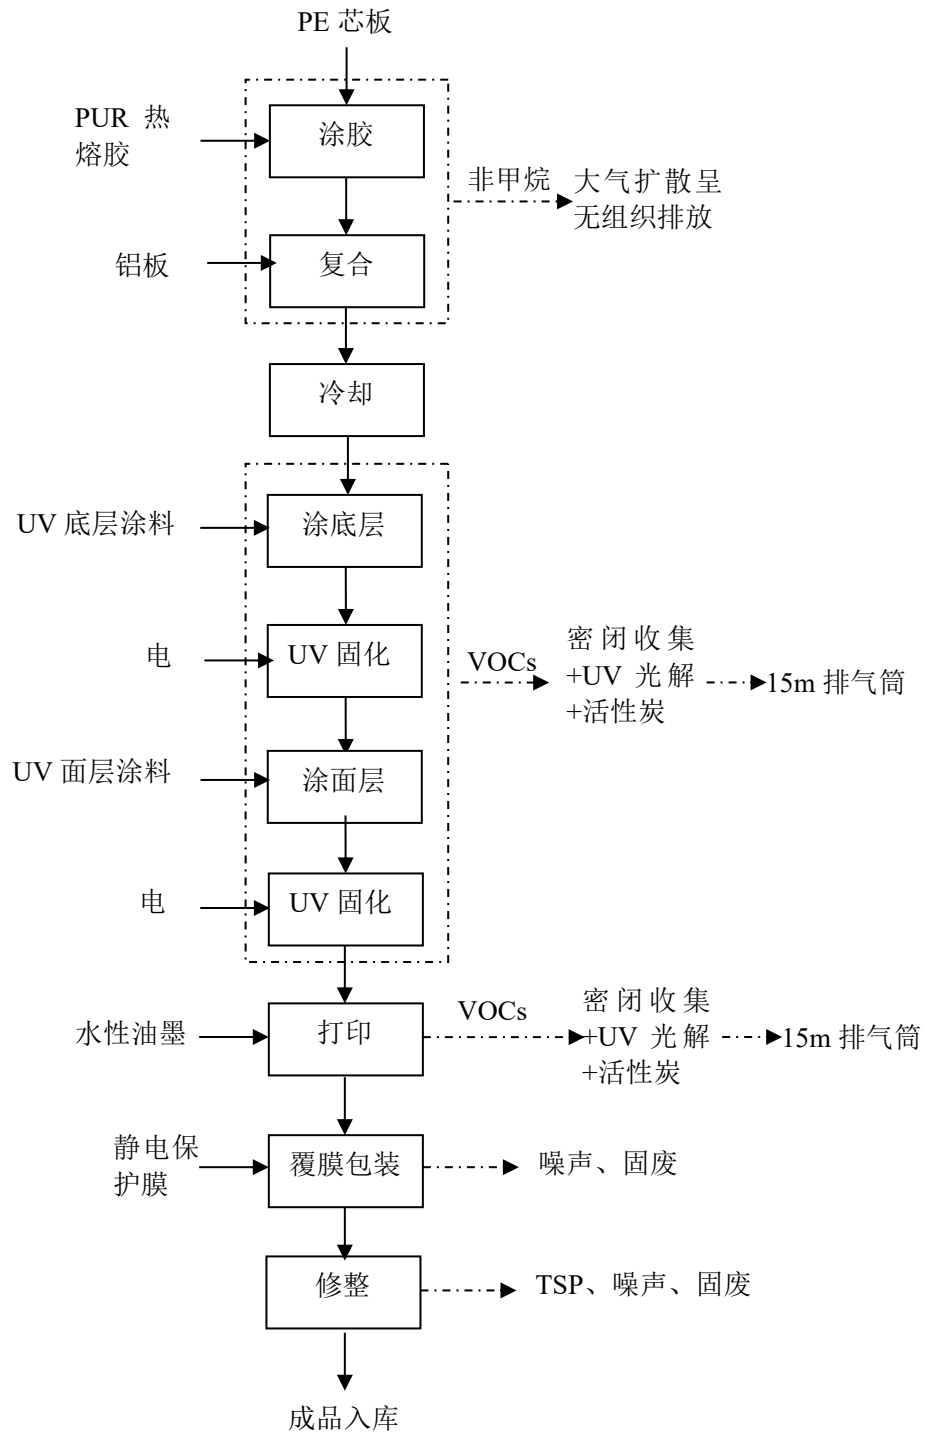 PE 芯板
PUR 热
熔胶
涂胶
非甲烷
大气扩散呈
无组织排放
铝板
复合
冷却
UV 底层涂料
涂底层
电
UV 固化
VOCs
密闭收集
+UV 光解
+活性炭
15m 排气筒
UV 面层涂料
涂面层
电
UV 固化
水性油墨
打印
VOCs
密闭收集
+UV 光解
+活性炭
15m 排气筒
静电保
护膜
覆膜包装
噪声、固废
修整
TSP、噪声、固废
成品入库